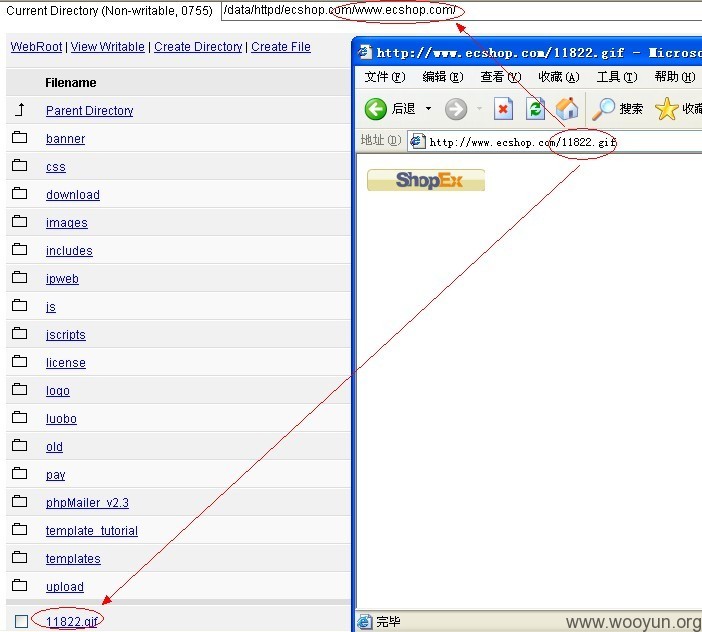 Current Directory (Non-writable, 0755) /data/httpd/ecshop.com/www.ecshop.com/
WebRoot | View Writable | Create Directory | Create File
Filename
Parent Directory
banner
css
download
images
includes
ipweb
js
jscripts
license
logo
luobo
old
pay
phpMailer_v2.3
template_tutorial
templates
upload
11822.gif
http://www.ecshop.com/11822.gif - Micros
文件(F) 编辑(E) 查看(V) 收藏(A) 工具(T) 帮助(H)
后退 搜索 收藏
地址(D) http://www.ecshop.com/11822.gif
ShopEx
完毕
www.wooyun.org